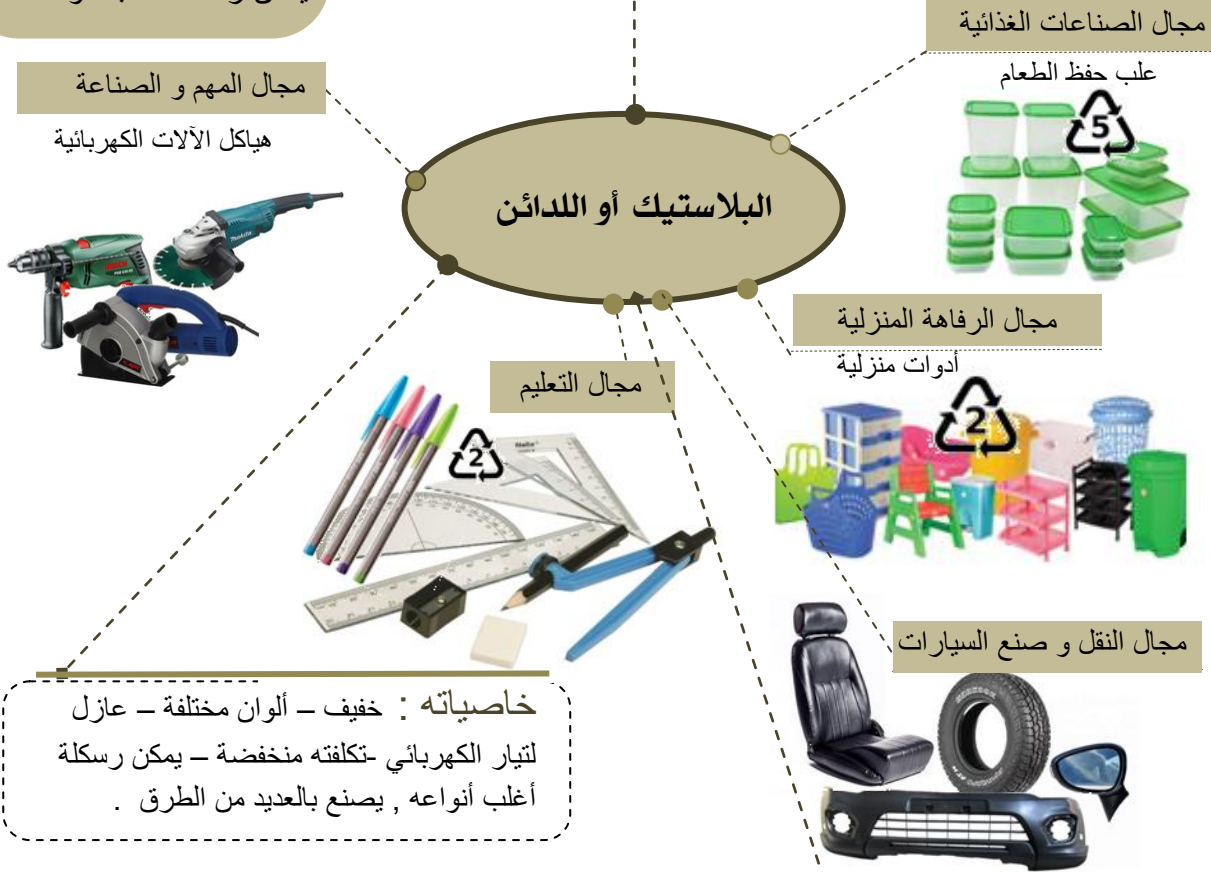 مجال الصناعات الغذائية
علب حفظ الطعام
5
مجال المهم و الصناعة
هياكل الآلات الكهربائية
البلاستيك أو اللدائن
مجال الرفاهة المنزلية
أدوات منزلية
2
مجال التعليم
2
مجال النقل و صنع السيارات
خاصياته : خفيف – ألوان مختلفة – عازل
لتيار الكهربائي -تكلفته منخفضة – يمكن رسكلة
أغلب أنواعه , يصنع بالعديد من الطرق .